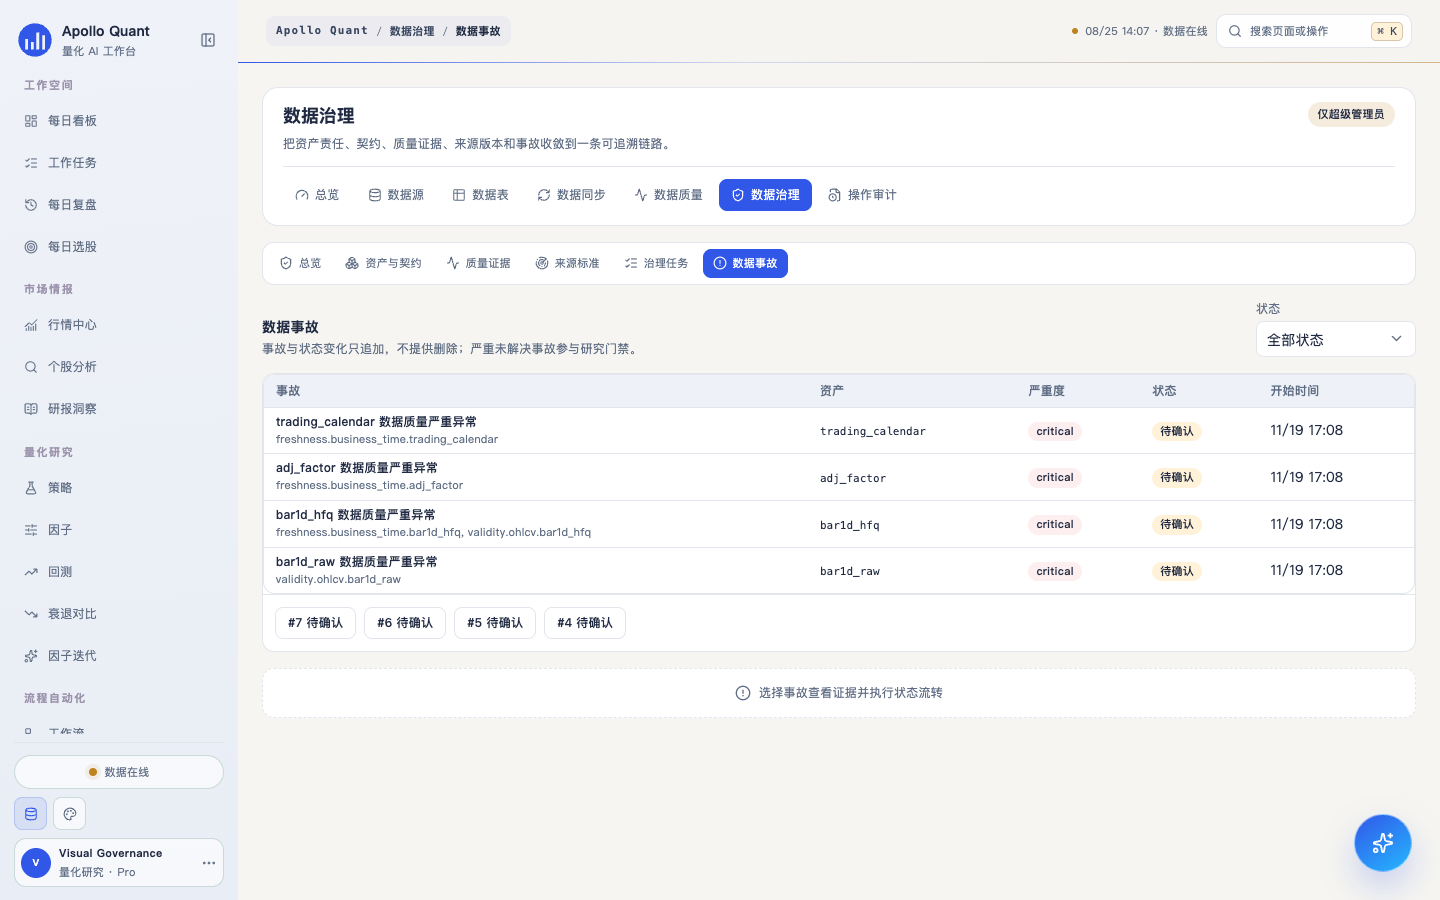 Apollo Quant
量化 AI 工作台
工作空间
每日看板
工作任务
每日复盘
每日选股
市场情报
行情中心
个股分析
研报洞察
量化研究
策略
因子
回测
衰退对比
因子迭代
流程自动化
工作流
数据在线
V
Visual Governance
量化研究 · Pro
Apollo Quant / 数据治理 / 数据事故
08/25 14:07 · 数据在线
搜索页面或操作
⌘ K
数据治理
仅超级管理员
把资产责任、契约、质量证据、来源版本和事故收敛到一条可追溯链路。
总览 数据源 数据表 数据同步 数据质量 数据治理 操作审计
总览 资产与契约 质量证据 来源标准 治理任务 数据事故
数据事故
事故与状态变化只追加，不提供删除；严重未解决事故参与研究门禁。
状态
全部状态
事故 资产 严重度 状态 开始时间
trading_calendar 数据质量严重异常
freshness.business_time.trading_calendar
trading_calendar critical 待确认 11/19 17:08
adj_factor 数据质量严重异常
freshness.business_time.adj_factor
adj_factor critical 待确认 11/19 17:08
bar1d_hfq 数据质量严重异常
freshness.business_time.bar1d_hfq, validity.ohlcv.bar1d_hfq
bar1d_hfq critical 待确认 11/19 17:08
bar1d_raw 数据质量严重异常
validity.ohlcv.bar1d_raw
bar1d_raw critical 待确认 11/19 17:08
#7 待确认 #6 待确认 #5 待确认 #4 待确认
选择事故查看证据并执行状态流转